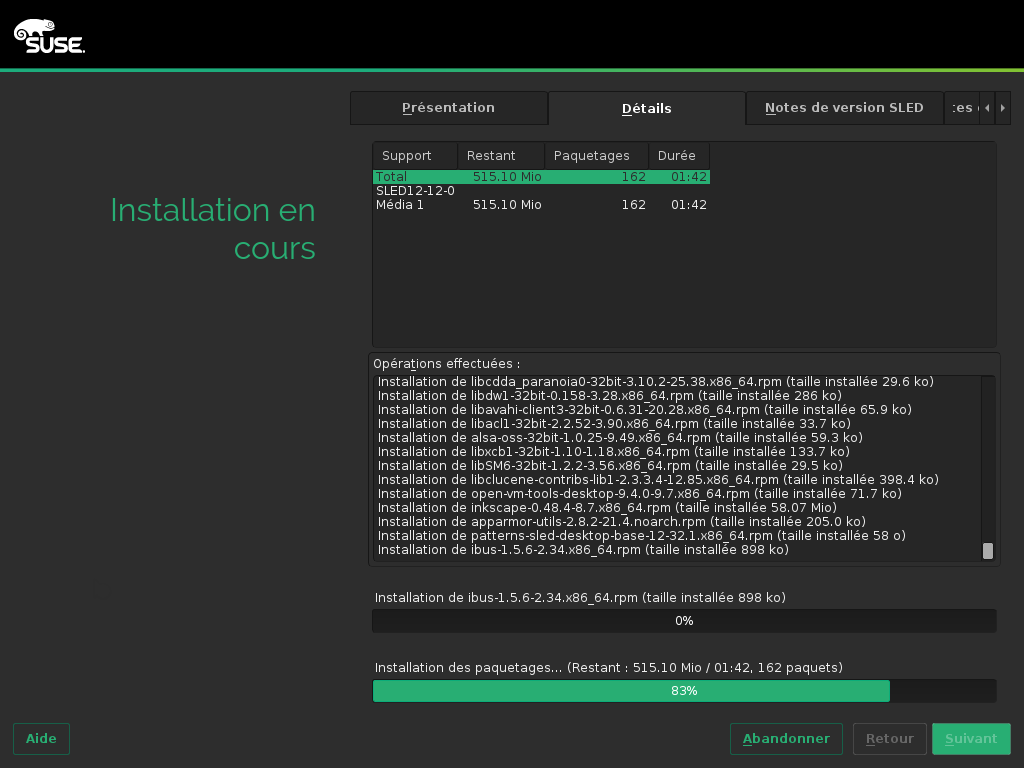 SUSE
Présentation
Détails
Notes de version SLED
Installation en
cours
Support Restant Paquetages Durée
Total 515.10 Mio 162 01:42
SLED12-12-0
Média 1 515.10 Mio 162 01:42
Opérations effectuées :
Installation de libcdda_paranoia0-32bit-3.10.2-25.38.x86_64.rpm (taille installée 29.6 ko)
Installation de libdw1-32bit-0.158-3.28.x86_64.rpm (taille installée 286 ko)
Installation de libavahi-client3-32bit-0.6.31-20.28.x86_64.rpm (taille installée 65.9 ko)
Installation de libacl1-32bit-2.2.52-3.90.x86_64.rpm (taille installée 33.7 ko)
Installation de alsa-oss-32bit-1.0.25-9.49.x86_64.rpm (taille installée 59.3 ko)
Installation de libxcb1-32bit-1.10-1.18.x86_64.rpm (taille installée 133.7 ko)
Installation de libSM6-32bit-1.2.2-3.56.x86_64.rpm (taille installée 29.5 ko)
Installation de libclucene-contribs-lib1-2.3.3.4-12.85.x86_64.rpm (taille installée 398.4 ko)
Installation de open-vm-tools-desktop-9.4.0-9.7.x86_64.rpm (taille installée 71.7 ko)
Installation de inkscape-0.48.4-8.7.x86_64.rpm (taille installée 58.07 Mio)
Installation de apparmor-utils-2.8.2-21.4.noarch.rpm (taille installée 205.0 ko)
Installation de patterns-sled-desktop-base-12-32.1.x86_64.rpm (taille installée 58 o)
Installation de ibus-1.5.6-2.34.x86_64.rpm (taille installée 898 ko)
Installation de ibus-1.5.6-2.34.x86_64.rpm (taille installée 898 ko)
0%
Installation des paquetages... (Restant : 515.10 Mio / 01:42, 162 paquets)
83%
Aide
Abandonner
Retour
Suivant